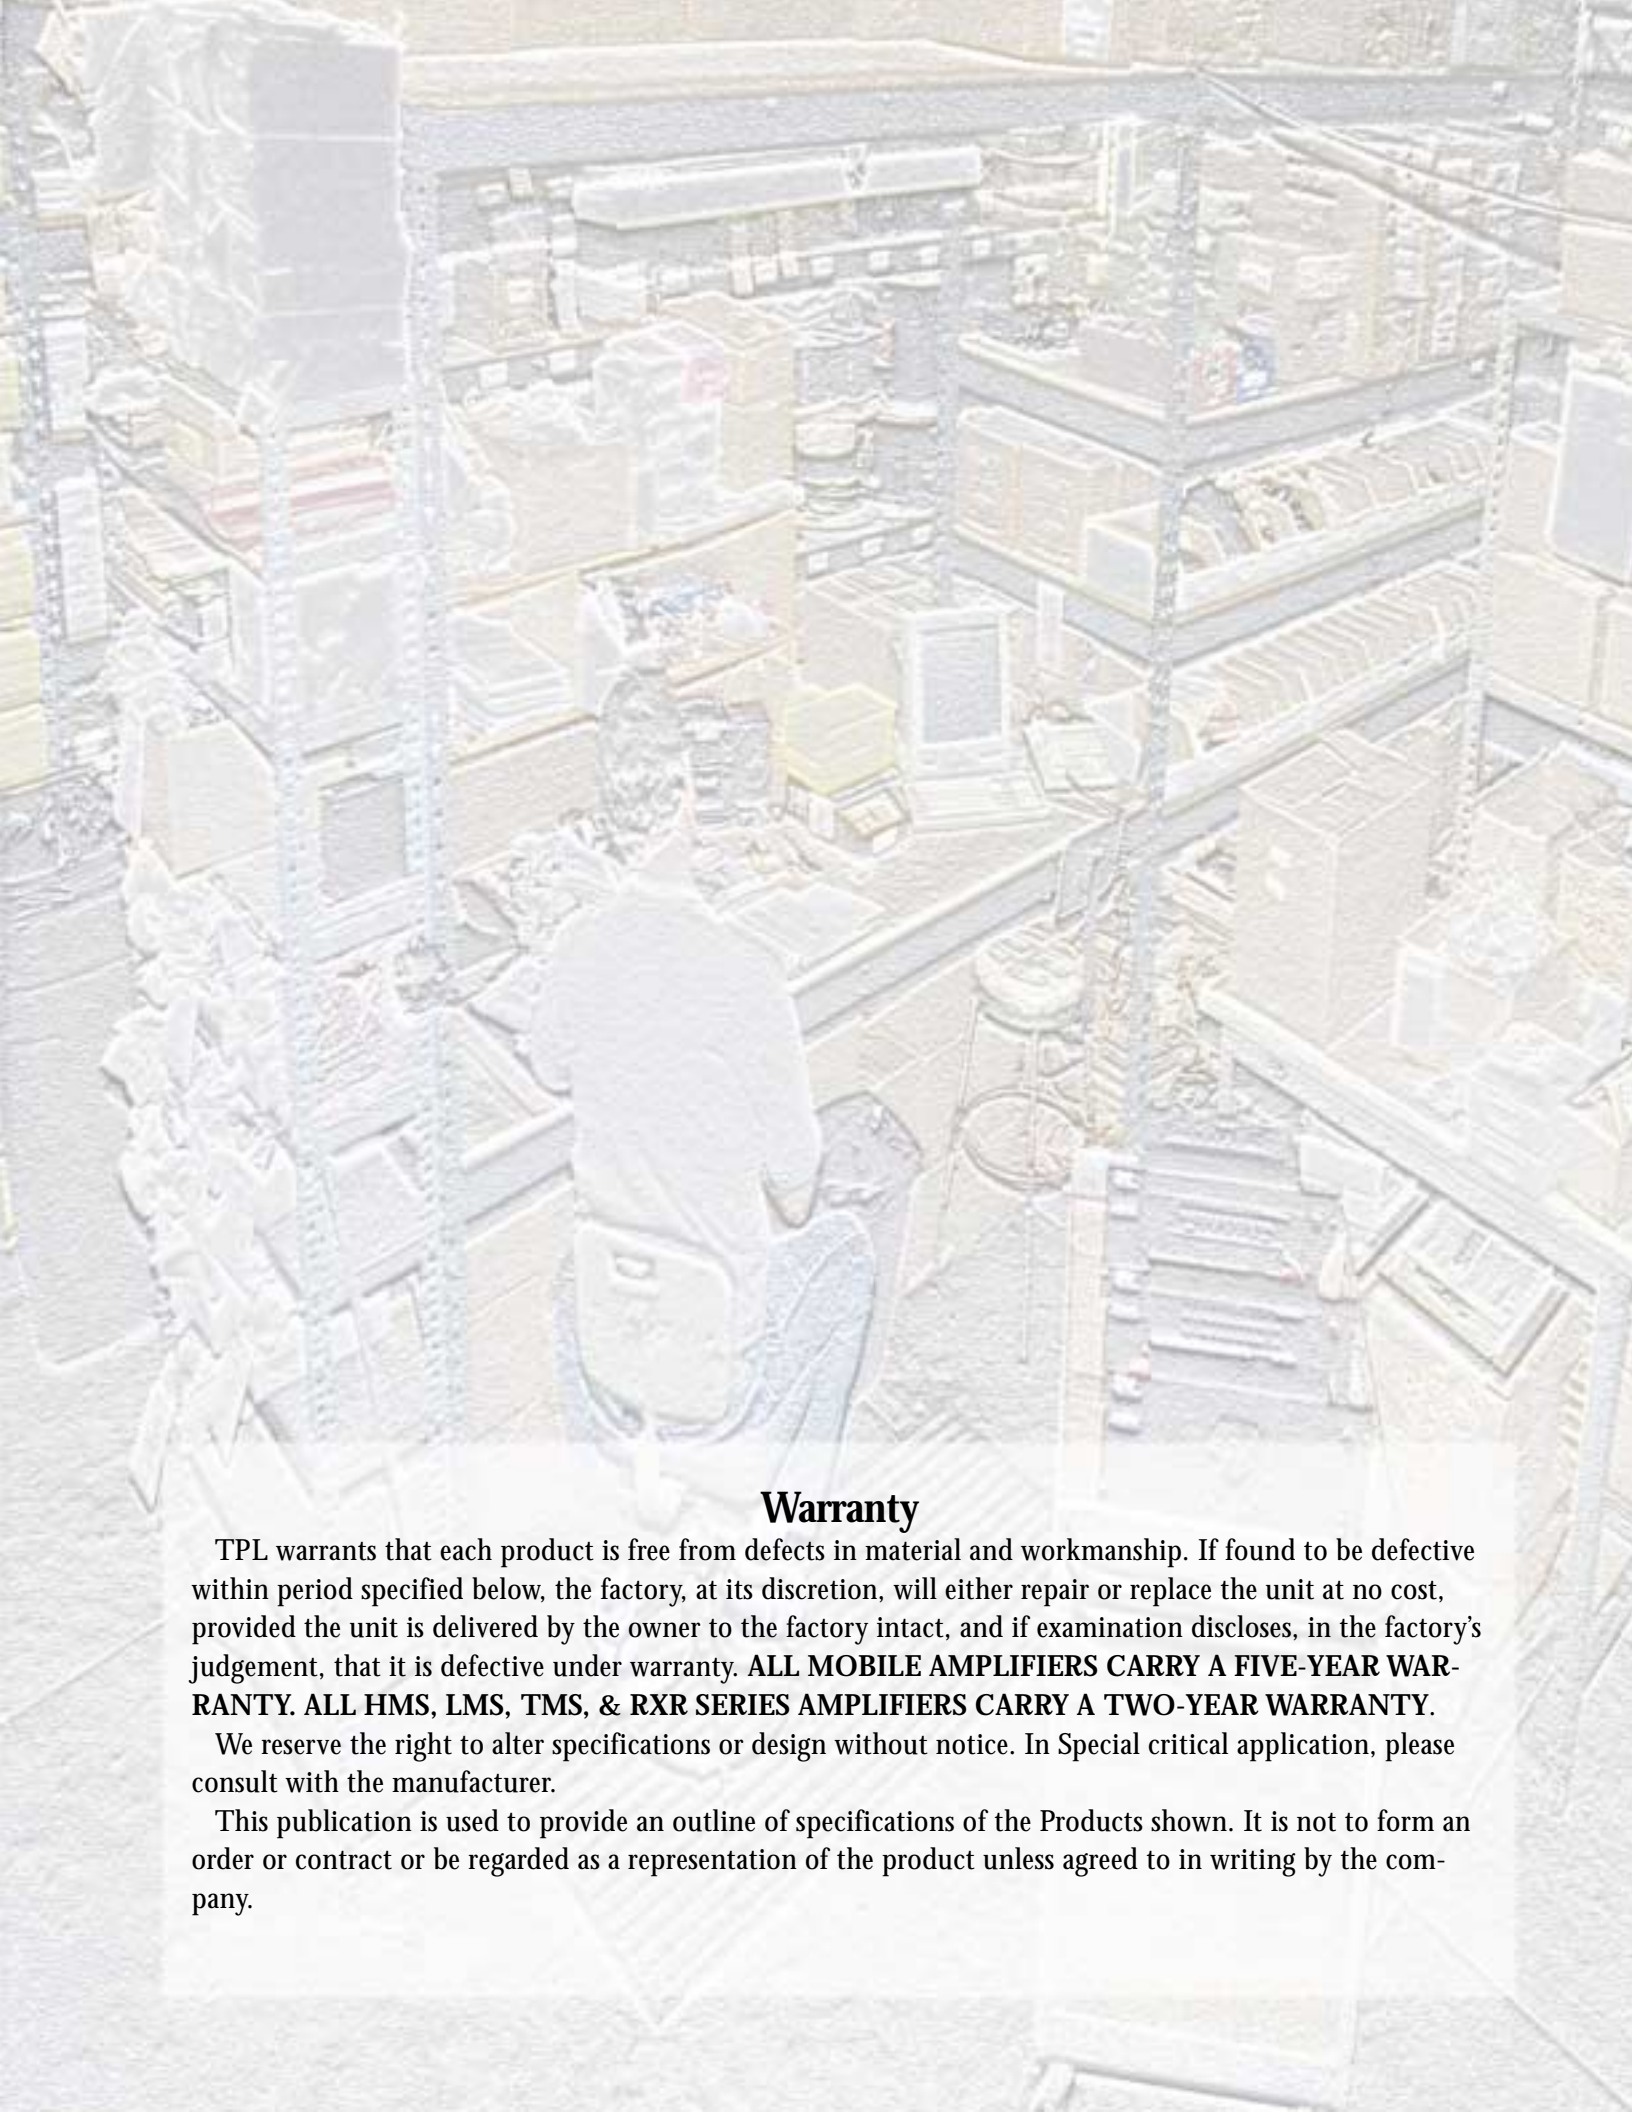 Warranty
TPL warrants that each product is free from defects in material and workmanship. If found to be defective
within period specified below, the factory, at its discretion, will either repair or replace the unit at no cost,
provided the unit is delivered by the owner to the factory intact, and if examination discloses, in the factory’s
judgement, that it is defective under warranty. ALL MOBILE AMPLIFIERS CARRY A FIVE-YEAR WAR-
RANTY. ALL HMS, LMS, TMS, & RXR SERIES AMPLIFIERS CARRY A TWO-YEAR WARRANTY.
We reserve the right to alter specifications or design without notice. In Special critical application, please
consult with the manufacturer.
This publication is used to provide an outline of specifications of the Products shown. It is not to form an
order or contract or be regarded as a representation of the product unless agreed to in writing by the com-
pany.